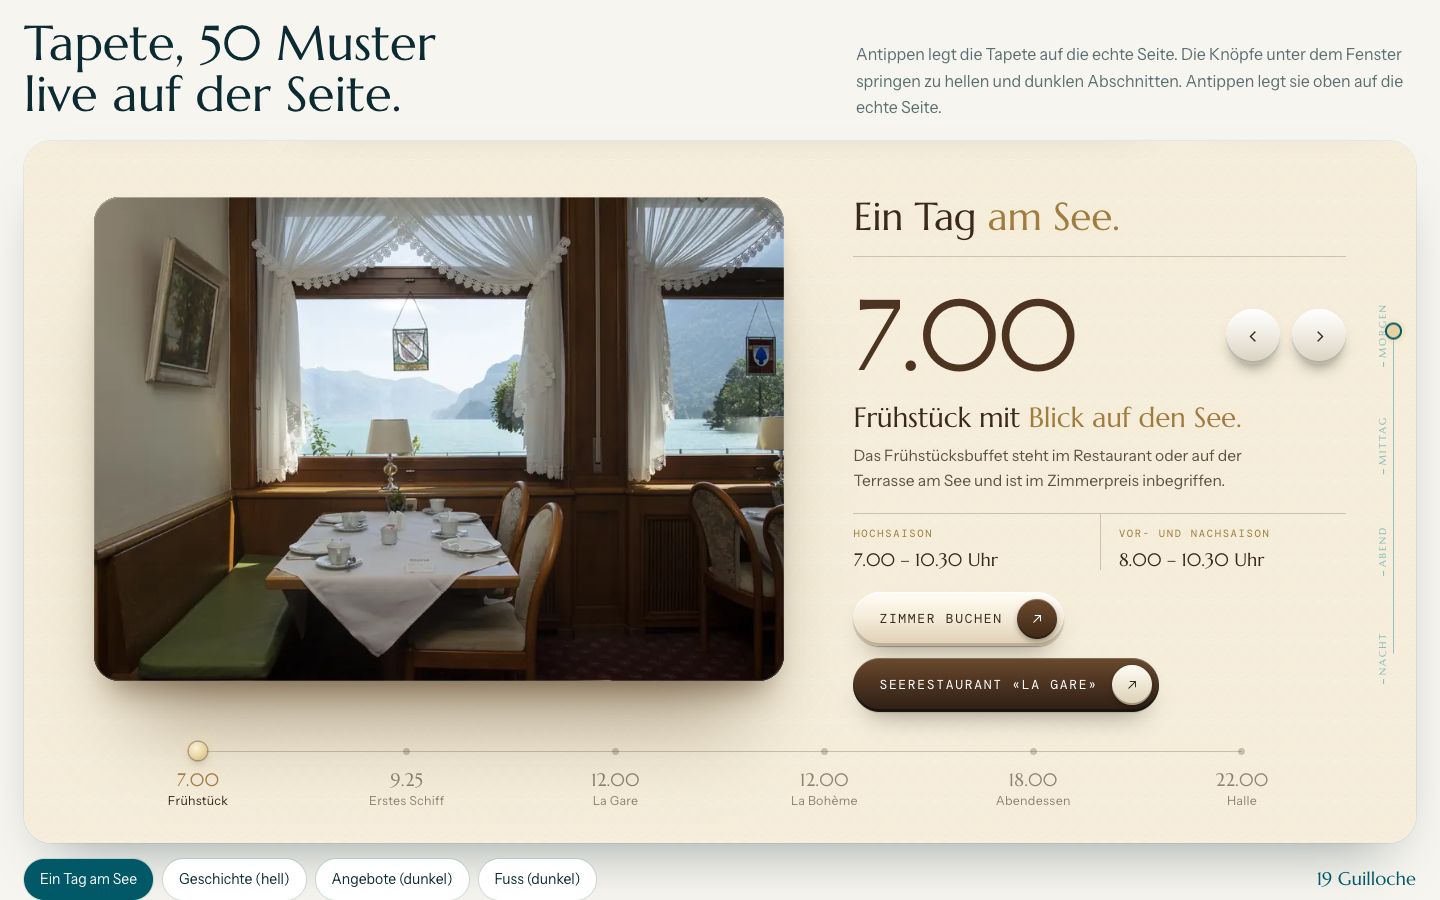 Tapete, 50 Muster
live auf der Seite.
Antippen legt die Tapete auf die echte Seite. Die Knöpfe unter dem Fenster
springen zu hellen und dunklen Abschnitten. Antippen legt sie oben auf die
echte Seite.
Ein Tag am See.
7.00
Frühstück mit Blick auf den See.
Das Frühstücksbuffet steht im Restaurant oder auf der
Terrasse am See und ist im Zimmerpreis inbegriffen.
HOCHSAISON
7.00 – 10.30 Uhr
VOR- UND NACHSAISON
8.00 – 10.30 Uhr
ZIMMER BUCHEN
SEERESTAURANT «LA GARE»
MORGEN
MITTAG
ABEND
NACHT
7.00
Frühstück
9.25
Erstes Schiff
12.00
La Gare
12.00
La Bohème
18.00
Abendessen
22.00
Halle
Ein Tag am See
Geschichte (hell)
Angebote (dunkel)
Fuss (dunkel)
19 Guilloche